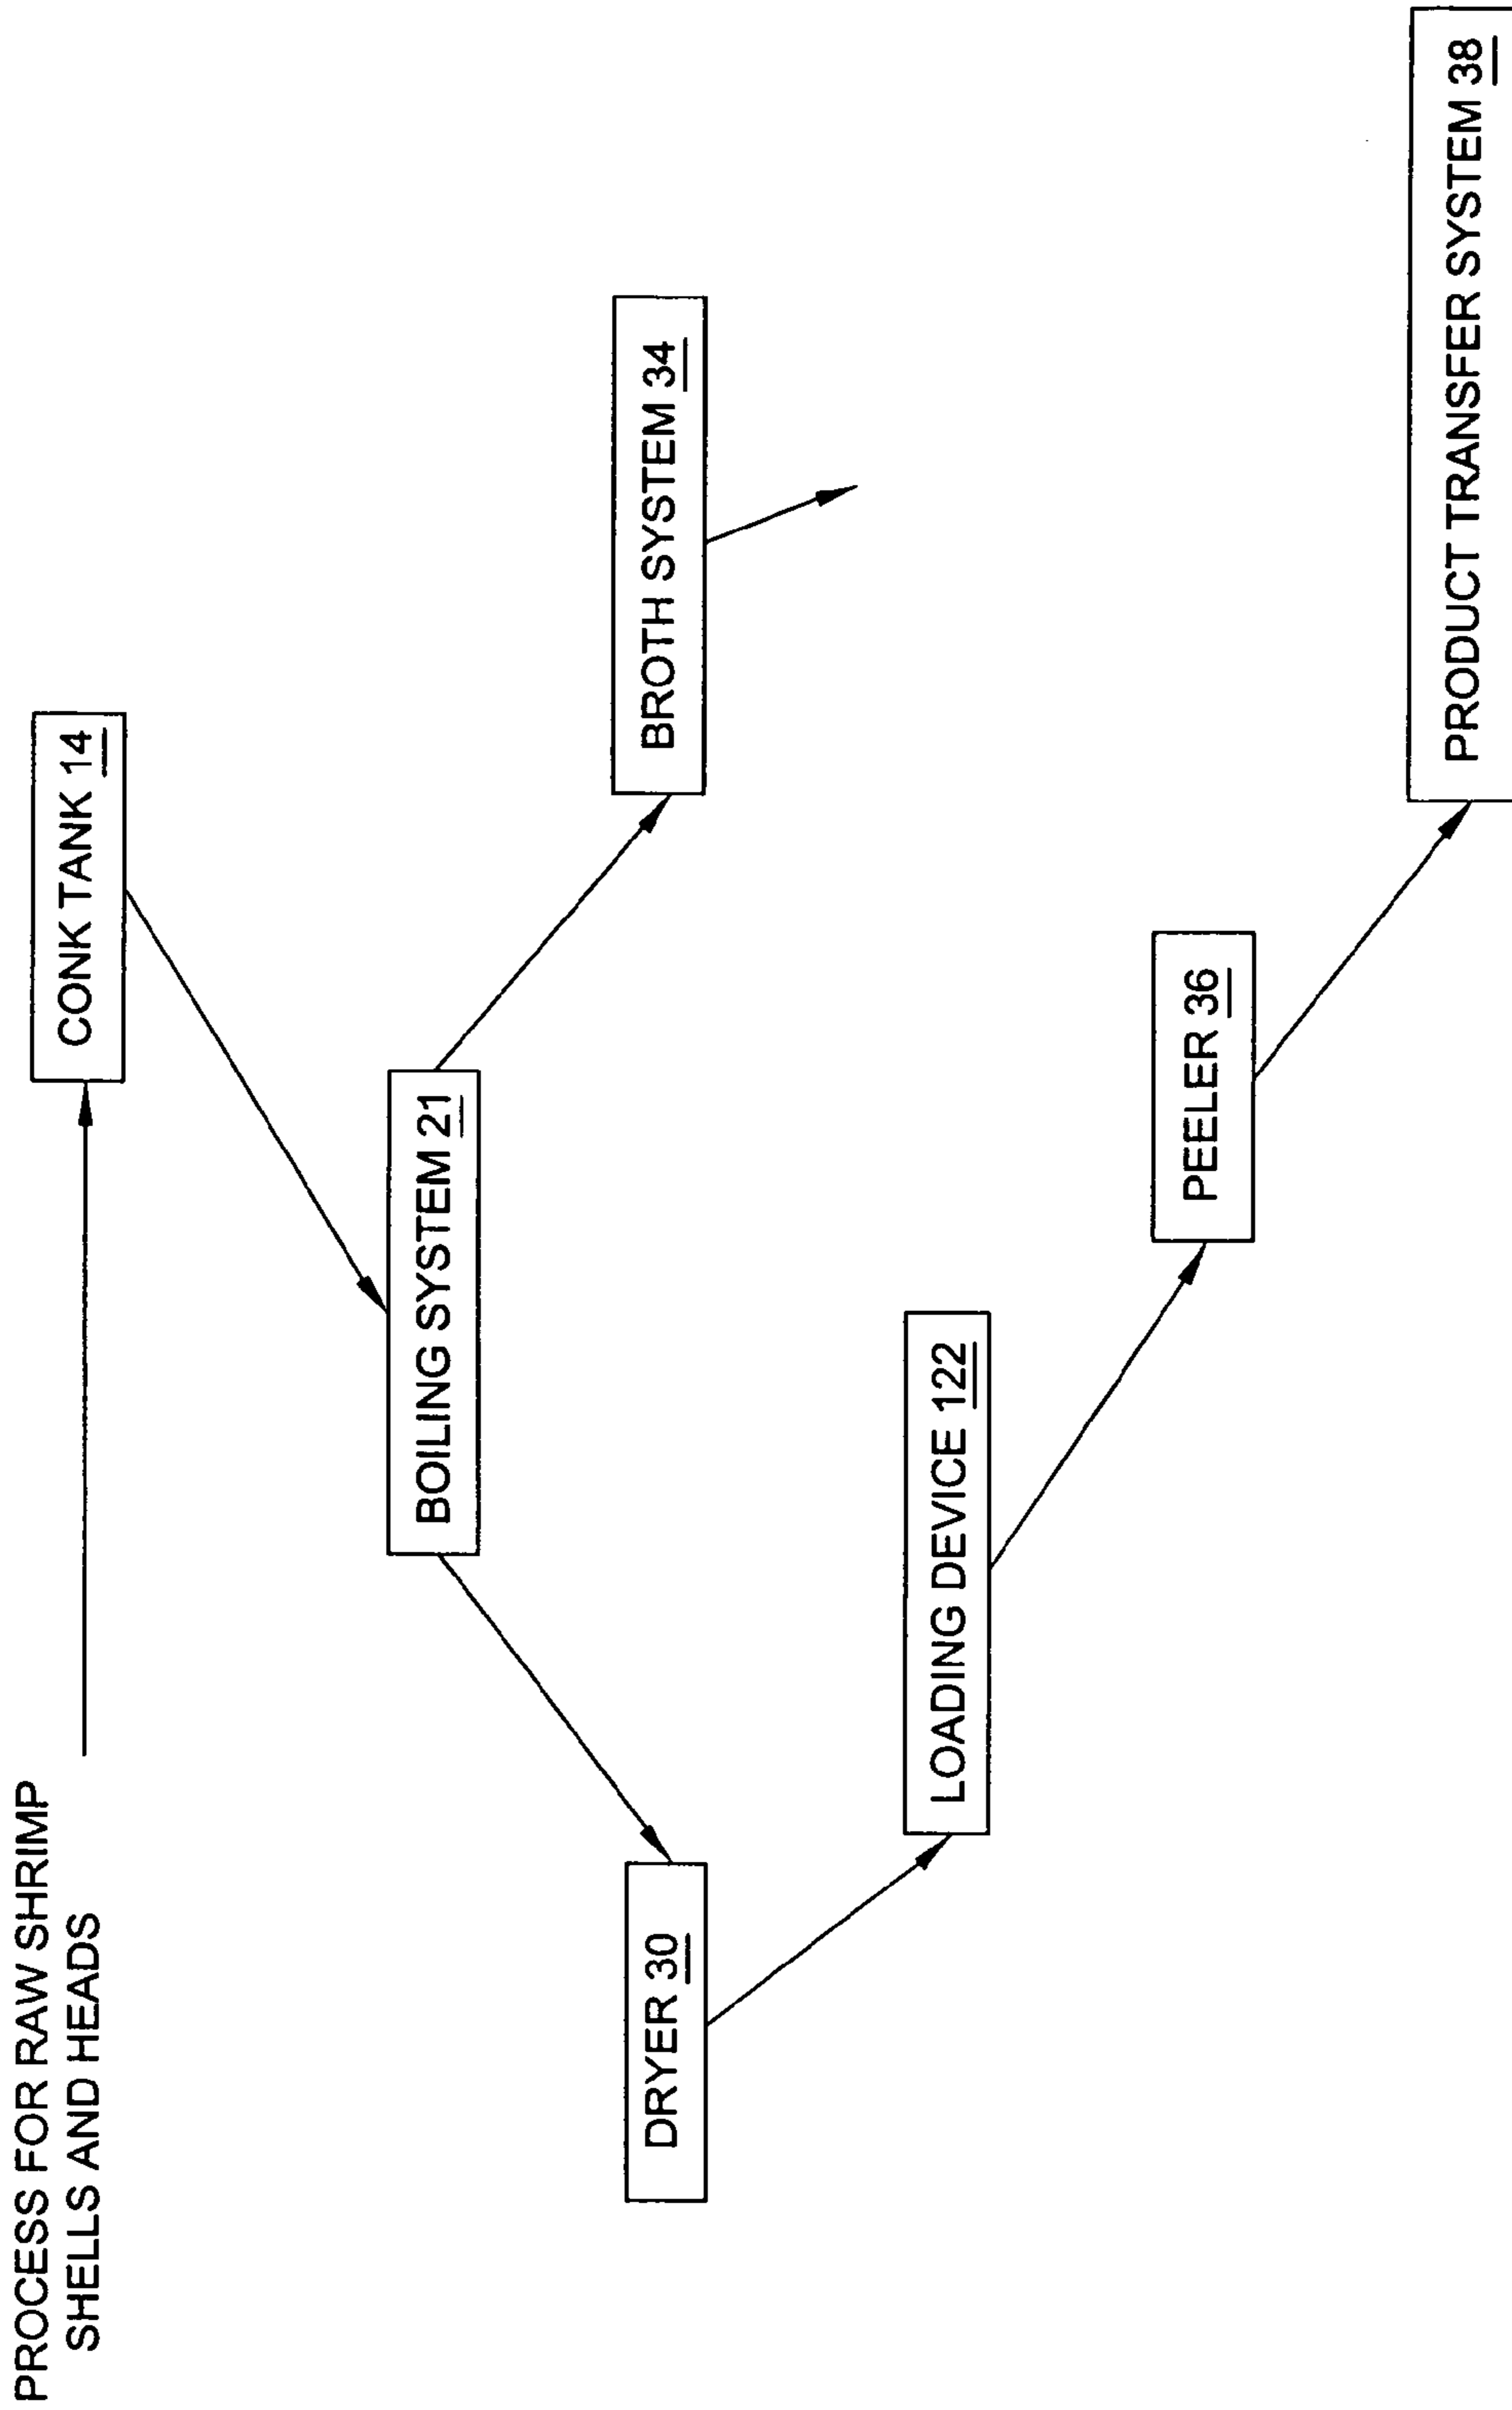 PROCESS FOR RAW SHRIMP
SHELLS AND HEADS
CONK TANK 14
BOILING SYSTEM 21
DRYER 30
BROTH SYSTEM 34
LOADING DEVICE 122
PEELER 36
PRODUCT TRANSFER SYSTEM 38